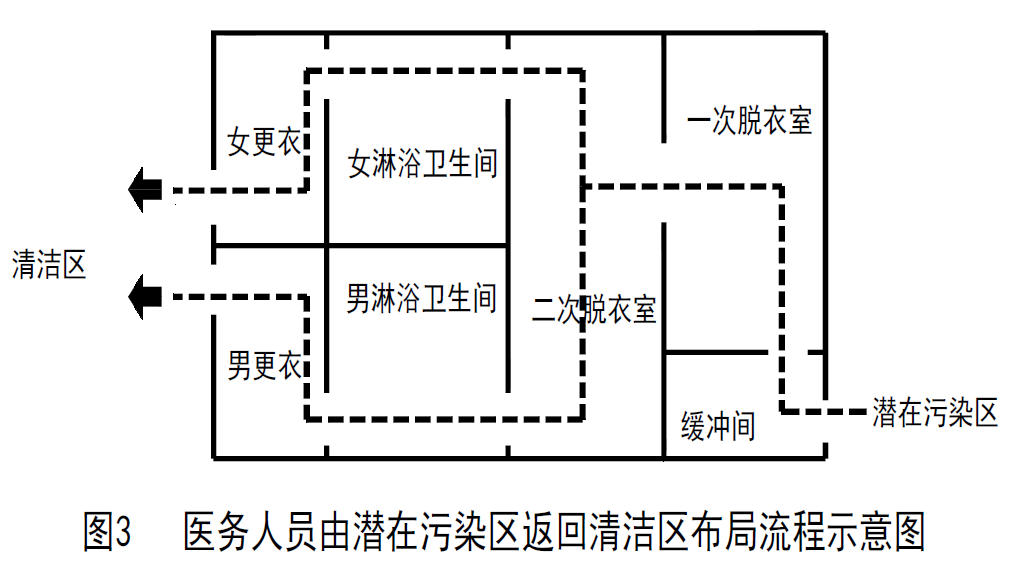 一次脱衣室
女更衣
女淋浴卫生间
清洁区
男淋浴卫生间
二次脱衣室
男更衣
缓冲间
潜在污染区
图3 医务人员由潜在污染区返回清洁区布局流程示意图